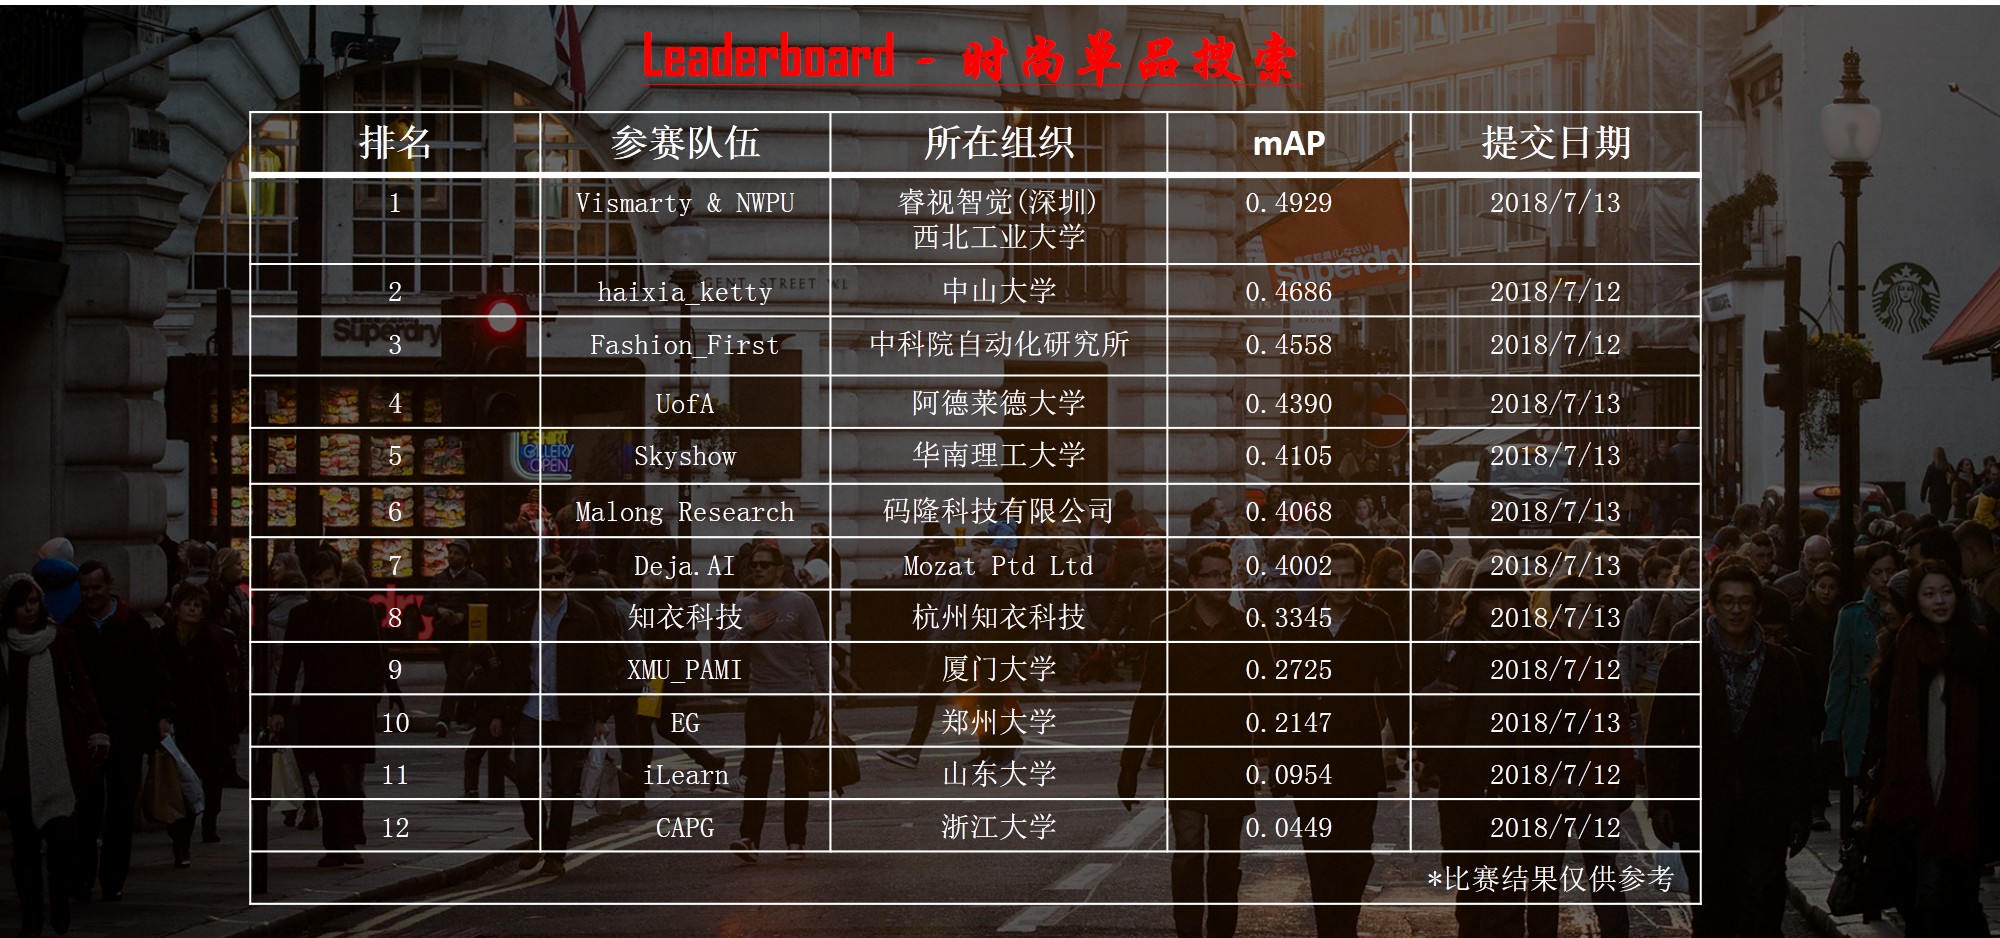 Leaderboard - 时尚单品搜索
排名 参赛队伍 所在组织 mAP 提交日期
1 Vismarty & NWPU 睿视智觉(深圳) 0.4929 2018/7/13
西北工业大学
2 haixia_ketty 中山大学 0.4686 2018/7/12
3 Fashion_First 中科院自动化研究所 0.4558 2018/7/12
4 UofA 阿德莱德大学 0.4390 2018/7/13
5 Skyshow 华南理工大学 0.4105 2018/7/13
6 Malong Research 码隆科技有限公司 0.4068 2018/7/13
7 Deja.AI Mozat Ptd Ltd 0.4002 2018/7/13
8 知衣科技 杭州知衣科技 0.3345 2018/7/13
9 XMU_PAMI 厦门大学 0.2725 2018/7/12
10 EG 郑州大学 0.2147 2018/7/13
11 iLearn 山东大学 0.0954 2018/7/12
12 CAPG 浙江大学 0.0449 2018/7/12
*比赛结果仅供参考
Superdry
Superdry
T-SHIRT
GALLERY
OPEN